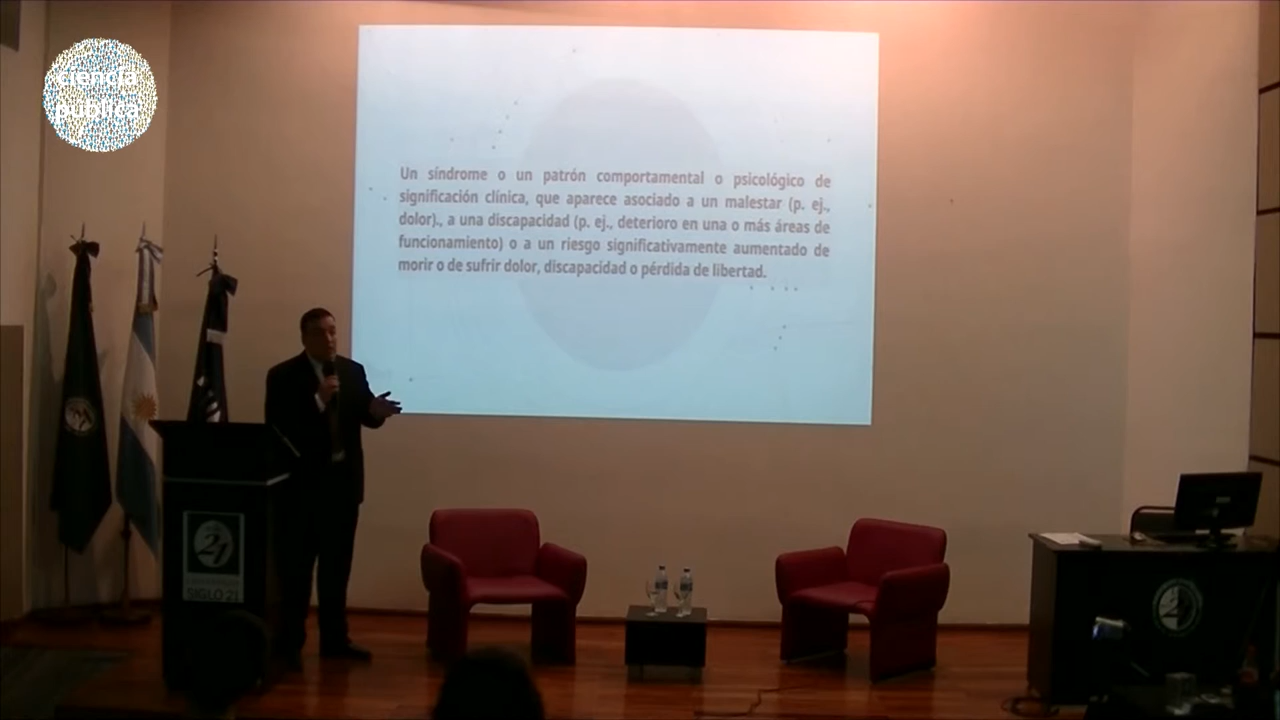 ciencia
pública
Un síndrome o un patrón comportamental o psicológico de
significación clínica, que aparece asociado a un malestar (p. ej.,
dolor)., a una discapacidad (p. ej., deterioro en una o más áreas de
funcionamiento) o a un riesgo significativamente aumentado de
morir o de sufrir dolor, discapacidad o pérdida de libertad.
21
SIGLO 21